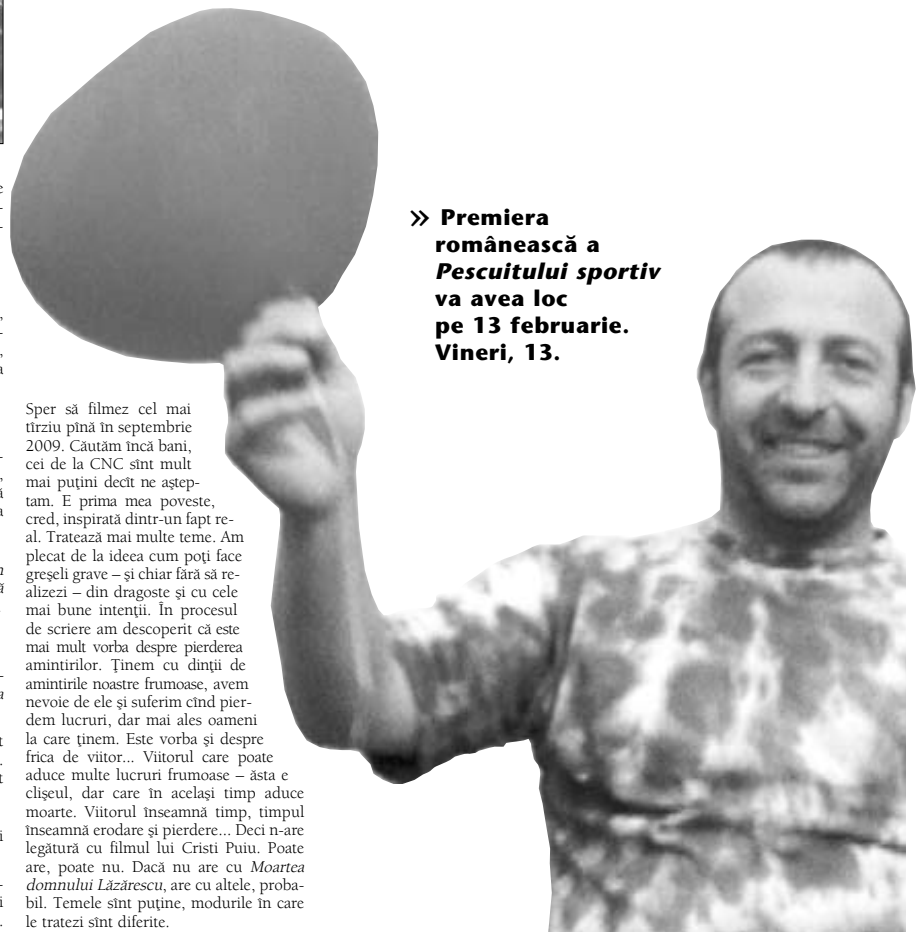 » Premiera
românească a
Pescuitului sportiv
va avea loc
pe 13 februarie.
Vineri, 13.
Sper să filmez cel mai
tîrziu pînă în septembrie
2009. Căutăm încă bani,
cei de la CNC sînt mult
mai puţini decît ne aştep-
tam. E prima mea poveste,
cred, inspirată dintr-un fapt re-
al. Tratează mai multe teme. Am
plecat de la ideea cum poţi face
greşeli grave – şi chiar fără să re-
alizezi – din dragoste şi cu cele
mai bune intenţii. În procesul
de scriere am descoperit că este
mai mult vorba despre pierderea
amintirilor. Ţinem cu dinţii de
amintirile noastre frumoase, avem
nevoie de ele şi suferim cînd pier-
dem lucruri, dar mai ales oameni
la care ţinem. Este vorba şi despre
frica de viitor... Viitorul care poate
aduce multe lucruri frumoase – ăsta e
clişeul, dar care în acelaşi timp aduce
moarte. Viitorul înseamnă timp, timpul
înseamnă erodare şi pierdere... Deci n-are
legătură cu filmul lui Cristi Puiu. Poate
are, poate nu. Dacă nu are cu Moartea
domnului Lăzărescu, are cu altele, proba-
bil. Temele sînt puţine, modurile în care
le tratezi sînt diferite.